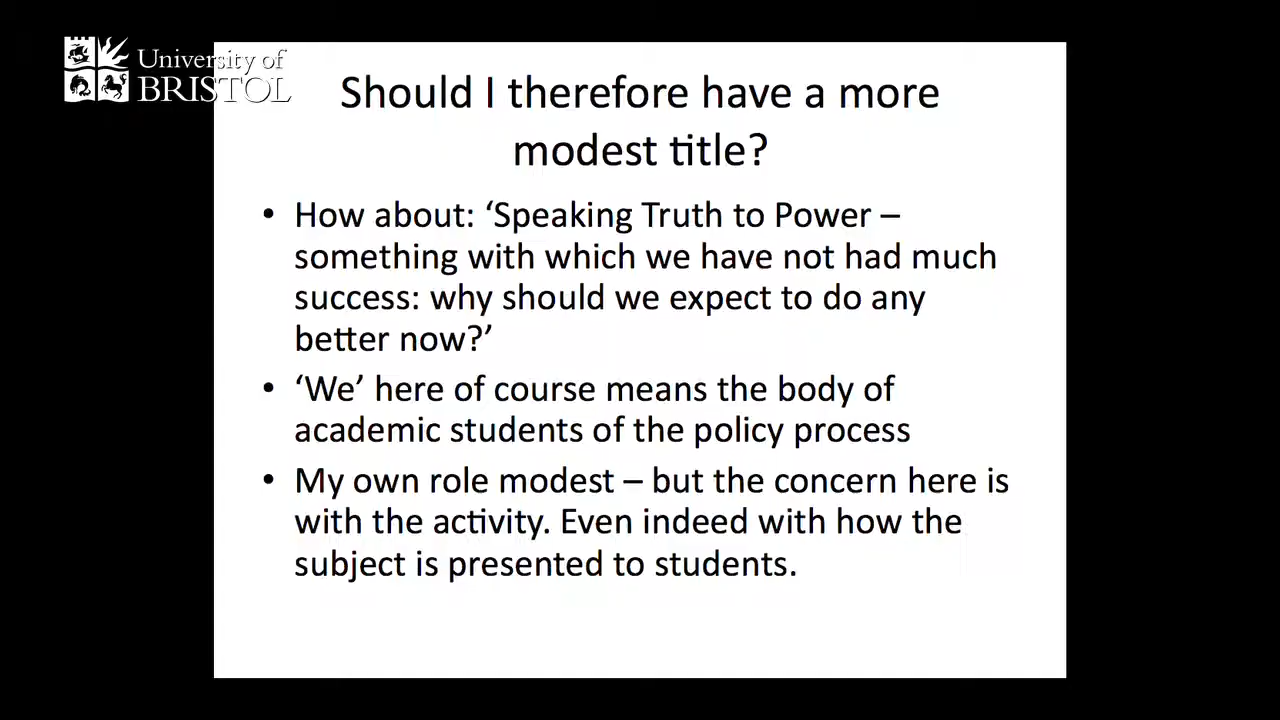 University of
BRISTOL
Should I therefore have a more
modest title?
• How about: ‘Speaking Truth to Power –
something with which we have not had much
success: why should we expect to do any
better now?’
• ‘We’ here of course means the body of
academic students of the policy process
• My own role modest – but the concern here is
with the activity. Even indeed with how the
subject is presented to students.